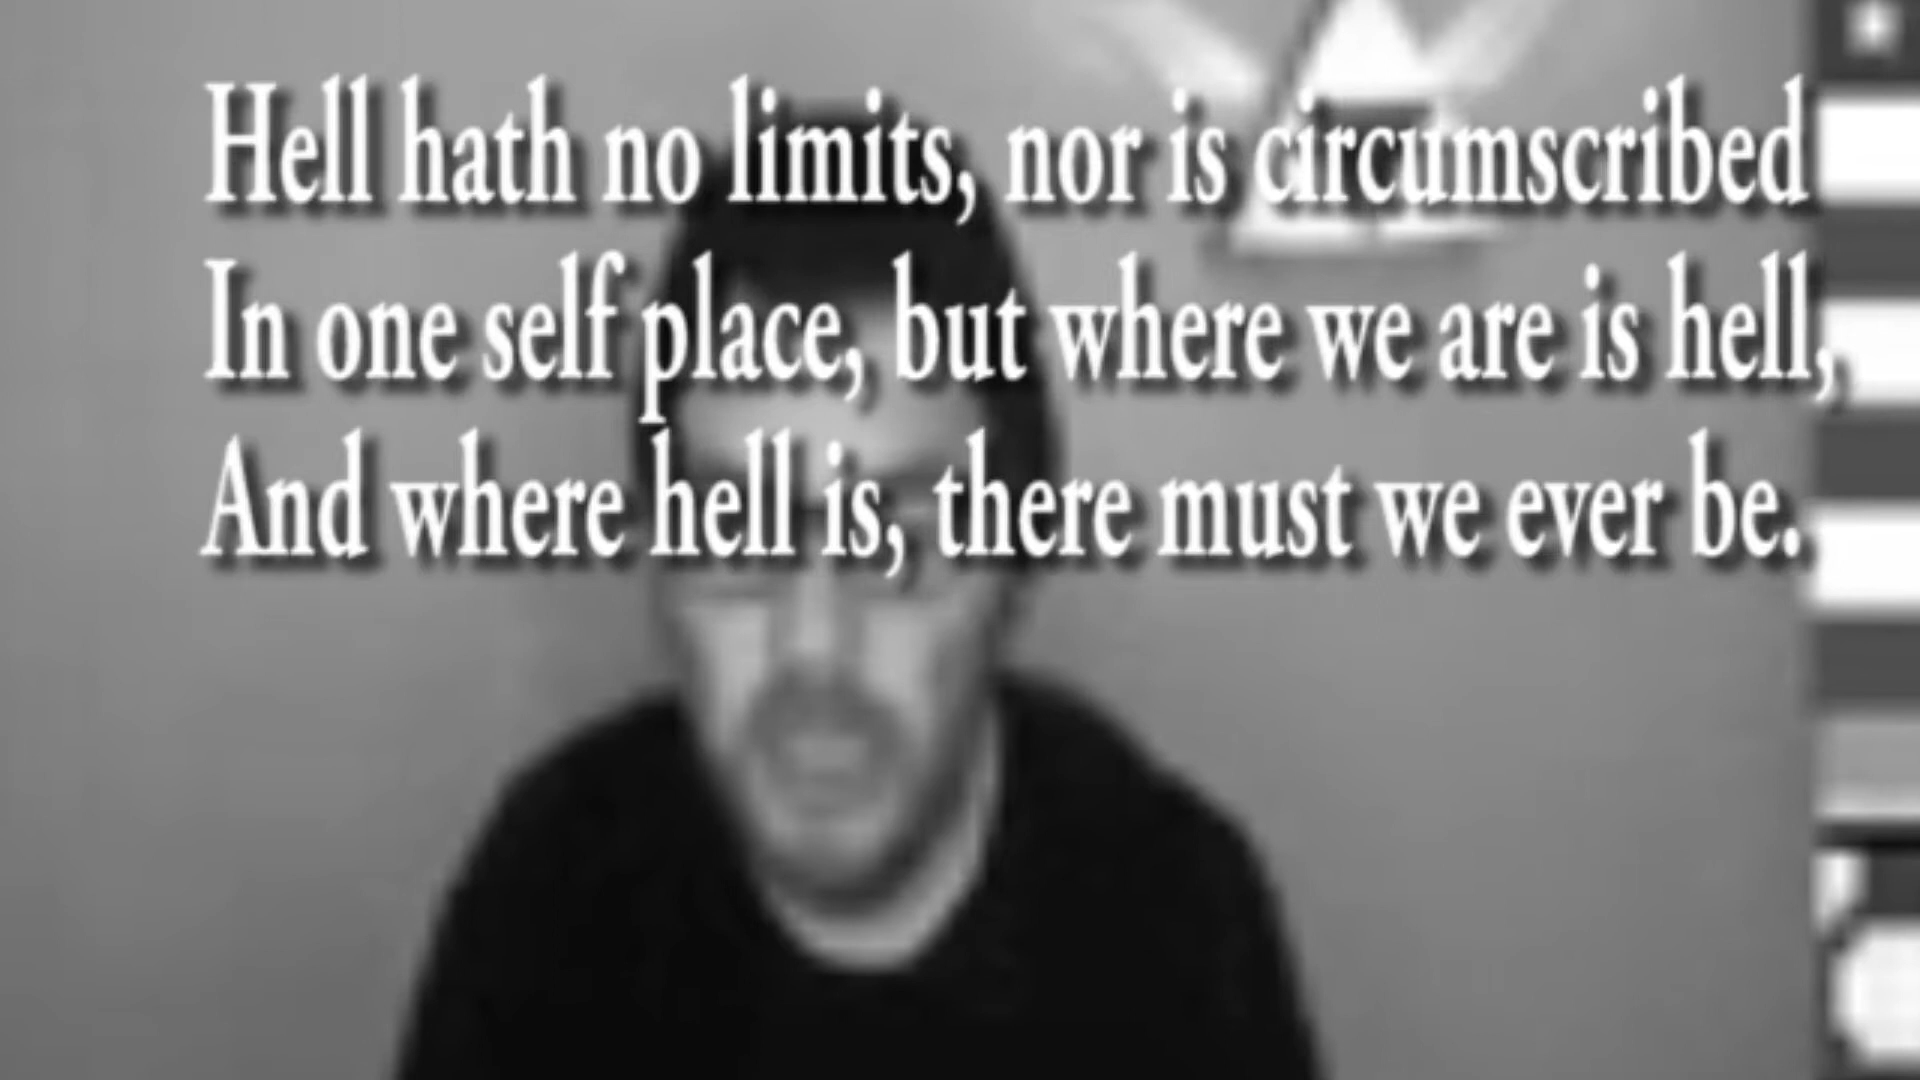 Hell hath no limits, nor is circumscribed
In one self place, but where we are is hell,
And where hell is, there must we ever be.